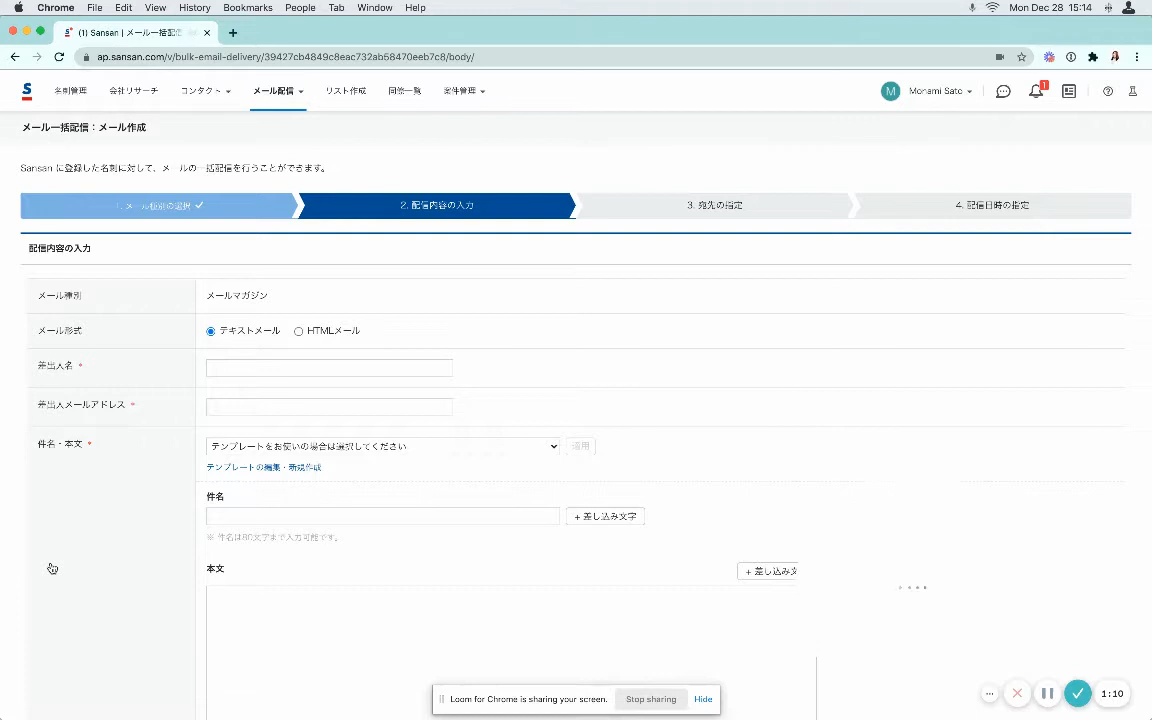 Chrome File Edit View History Bookmarks People Tab Window Help Mon Dec 28 15:14
(1) Sansan | メール一括配信
ap.sansan.com/v/bulk-email-delivery/39427cb4849c8eac732ab58470eeb7c8/body/
名刺管理 会社リサーチ コンタクト メール配信 リスト作成 同僚一覧 案件管理 M Monami Sato 1
メール一括配信：メール作成
Sansan に登録した名刺に対して、メールの一括配信を行うことができます。
1. メール種別の選択 ✓ 2. 配信内容の入力 3. 宛先の指定 4. 配信日時の指定
配信内容の入力
メール種別 メールマガジン
メール形式 テキストメール HTMLメール
差出人名 *
差出人メールアドレス *
件名・本文 * テンプレートをお使いの場合は選択してください 適用
テンプレートの編集・新規作成
件名
+ 差し込み文字
※ 件名は80文字まで入力可能です。
本文 + 差し込み文
Loom for Chrome is sharing your screen. Stop sharing Hide
1:10